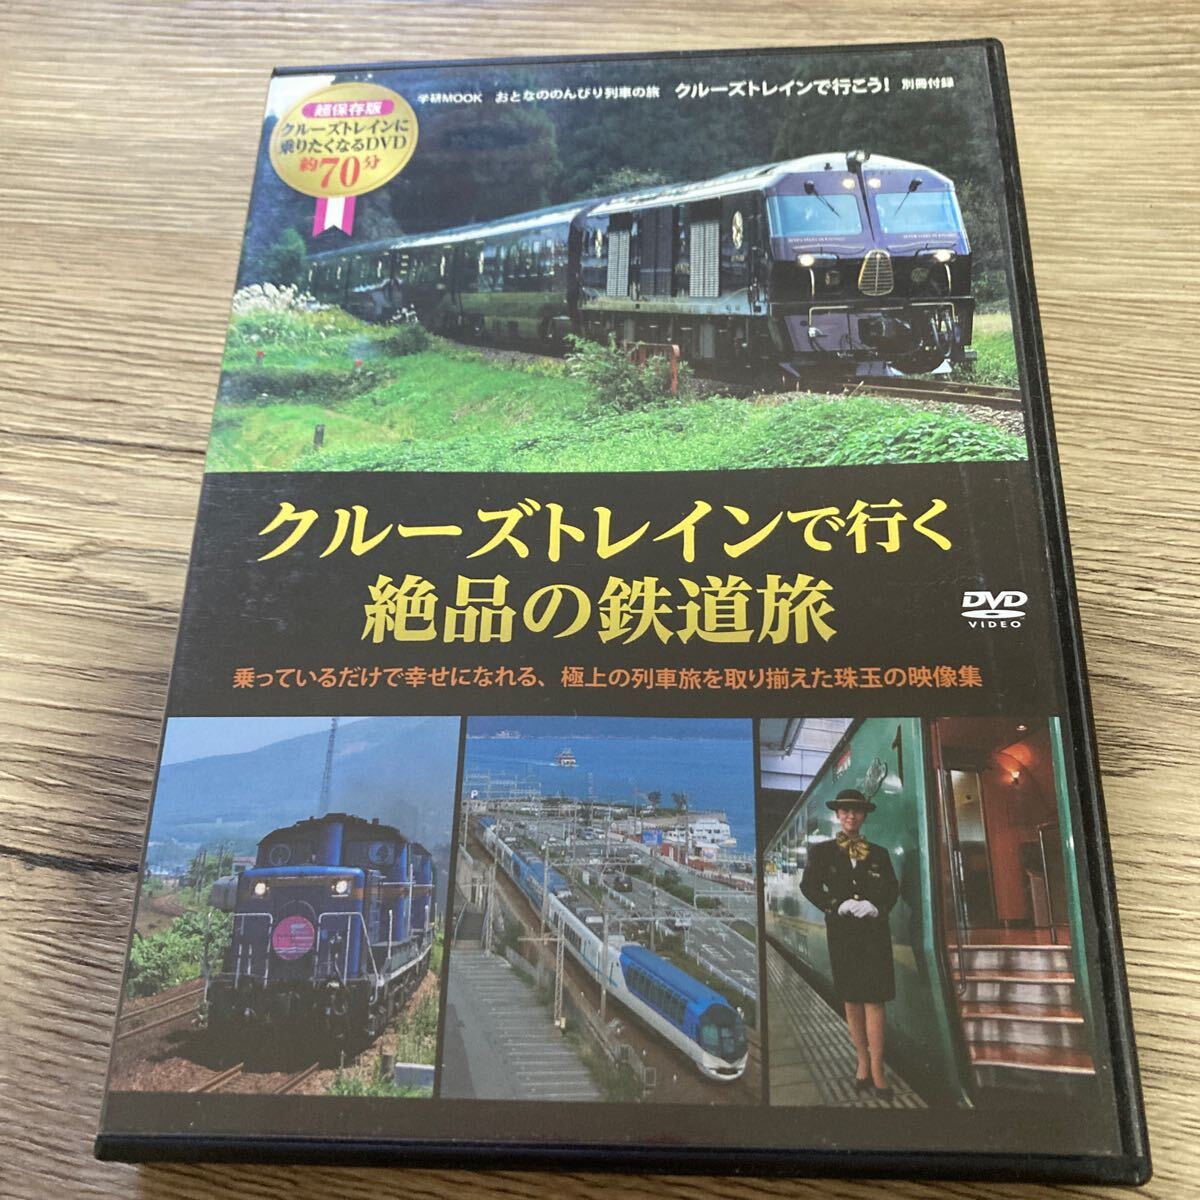 学研MOOK おとなののんびり列車の旅 クルーズトレインで行こう! 別冊付録
超保存版
クルーズトレインに
乗りたくなるDVD
約70分
クルーズトレインで行く
絶品の鉄道旅
DVD
VIDEO
乗っているだけで幸せになれる、極上の列車旅を取り揃えた珠玉の映像集
1